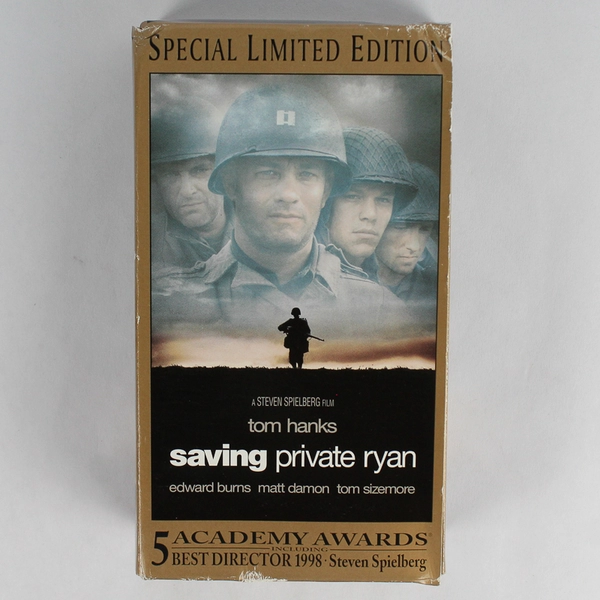 SPECIAL LIMITED EDITION
A STEVEN SPIELBERG FILM
tom hanks
saving private ryan
edward burns matt damon tom sizemore
5 ACADEMY AWARDS®
INCLUDING
BEST DIRECTOR 1998 · Steven Spielberg